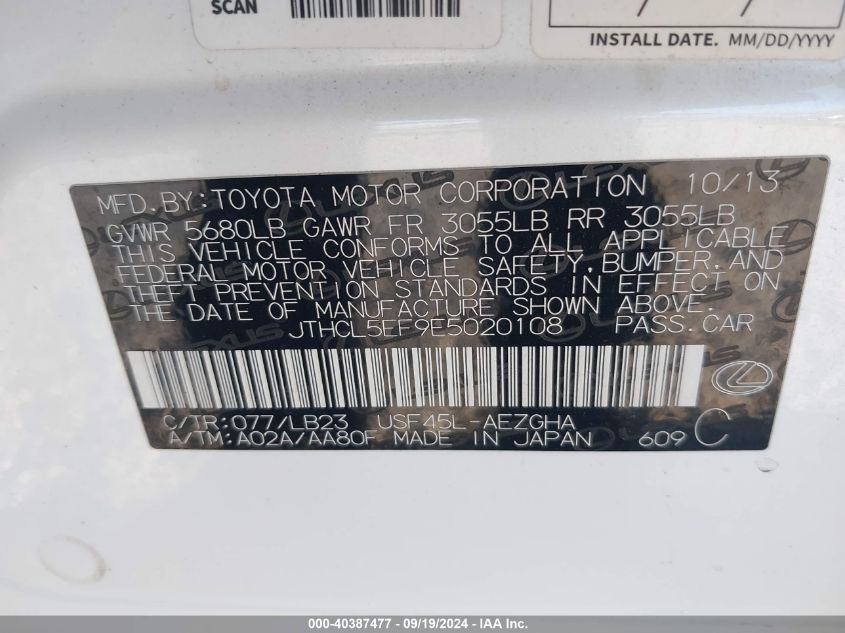 SCAN
INSTALL DATE. MM/DD/YYYY
MFD. BY: TOYOTA MOTOR CORPORATION 10/13
GVWR 5680LB GAWR FR 3055LB RR 3055LB
THIS VEHICLE CONFORMS TO ALL APPLICABLE
FEDERAL MOTOR VEHICLE SAFETY, BUMPER, AND
THEFT PREVENTION STANDARDS IN EFFECT ON
THE DATE OF MANUFACTURE SHOWN ABOVE.
JTHCL5EF9E5020108 PASS. CAR
C/TR: 077/LB23 USF45L-AEZGHA
A/TM: A02A/AA80F MADE IN JAPAN 609 C
000-40387477 - 09/19/2024 - IAA Inc.